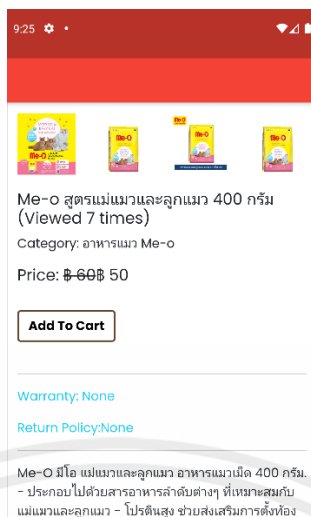 9:25
Me-O
Me-O
Me-O
Me-O
Me-O
Me-o สูตรแม่แมวและลูกแมว 400 กรัม
(Viewed 7 times)
Category: อาหารแมว Me-o
Price: ฿ 60฿ 50
Add To Cart
Warranty: None
Return Policy:None
Me-O มีโอ แม่แมวและลูกแมว อาหารแมวเม็ด 400 กรัม.
- ประกอบไปด้วยสารอาหารลำดับต่างๆ ที่เหมาะสมกับ
แม่แมวและลูกแมว - โปรตีนสูง ช่วยส่งเสริมการตั้งท้อง